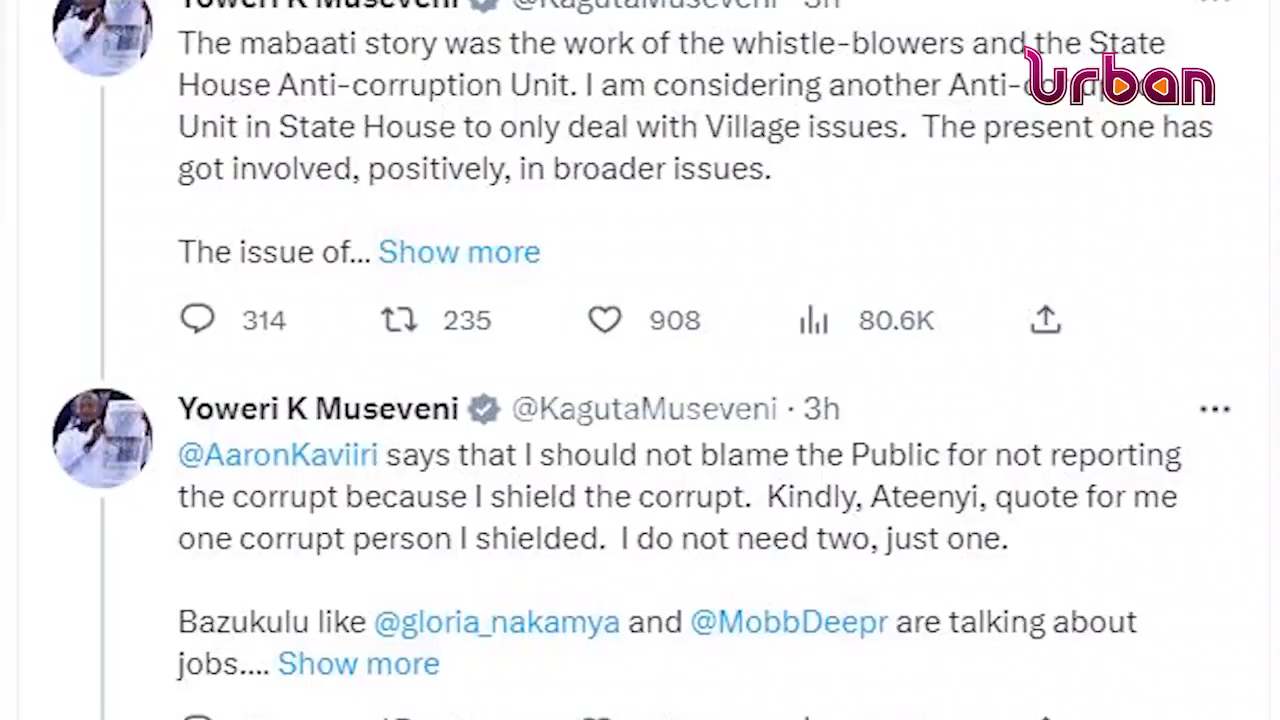 Yoweri K Museveni @KagutaMuseveni · 3h
The mabaati story was the work of the whistle-blowers and the State
urban
House Anti-corruption Unit. I am considering another Anti-
Unit in State House to only deal with Village issues. The present one has
got involved, positively, in broader issues.
The issue of... Show more
314 235 908 80.6K
Yoweri K Museveni @KagutaMuseveni · 3h
@AaronKaviiri says that I should not blame the Public for not reporting
the corrupt because I shield the corrupt. Kindly, Ateenyi, quote for me
one corrupt person I shielded. I do not need two, just one.
Bazukulu like @gloria_nakamya and @MobbDeepr are talking about
jobs.... Show more